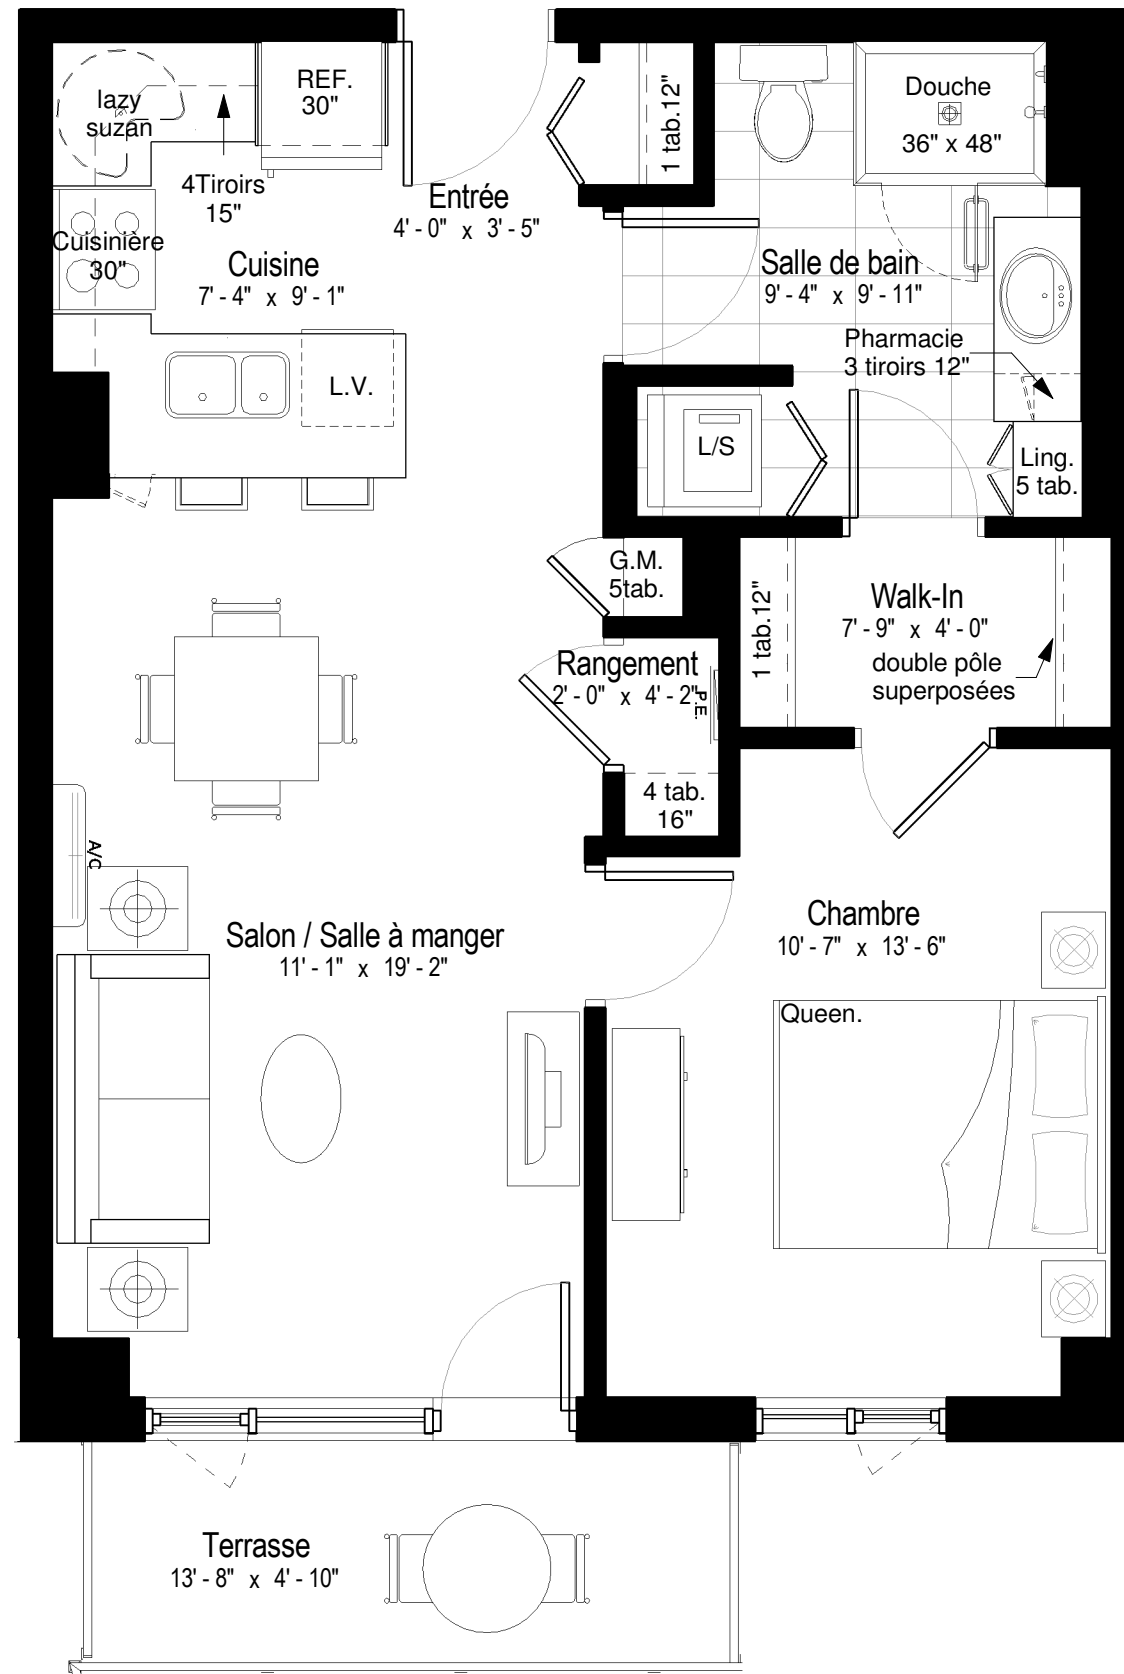 REF.
30"
lazy
suzan
4Tiroirs
15"
Cuisinière
30"
Cuisine
7' - 4" x 9' - 1"
L.V.
Entrée
4' - 0" x 3' - 5"
1 tab.12"
Douche
36" x 48"
Salle de bain
9' - 4" x 9' - 11"
Pharmacie
3 tiroirs 12"
L/S
Ling.
5 tab.
G.M.
5tab.
Rangement
2' - 0" x 4' - 2"
P.E.
4 tab.
16"
1 tab.12"
Walk-In
7' - 9" x 4' - 0"
double pôle
superposées
A/C
Salon / Salle à manger
11' - 1" x 19' - 2"
Chambre
10' - 7" x 13' - 6"
Queen.
Terrasse
13' - 8" x 4' - 10"